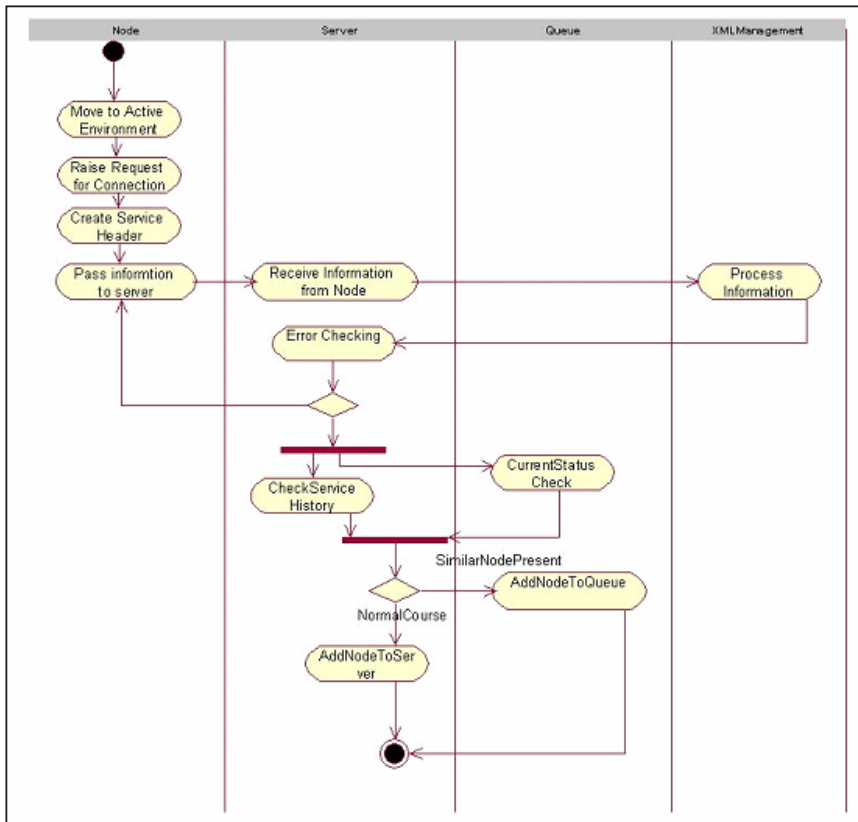 Node Server Queue XMLManagement
Move to Active
Environment
Raise Request
for Connection
Create Service
Header
Pass informtion
to server
Receive Information
from Node
Process
Information
Error Checking
CheckService
History
CurrentStatus
Check
SimilarNodePresent
AddNodeToQueue
NormalCourse
AddNodeToSer
ver